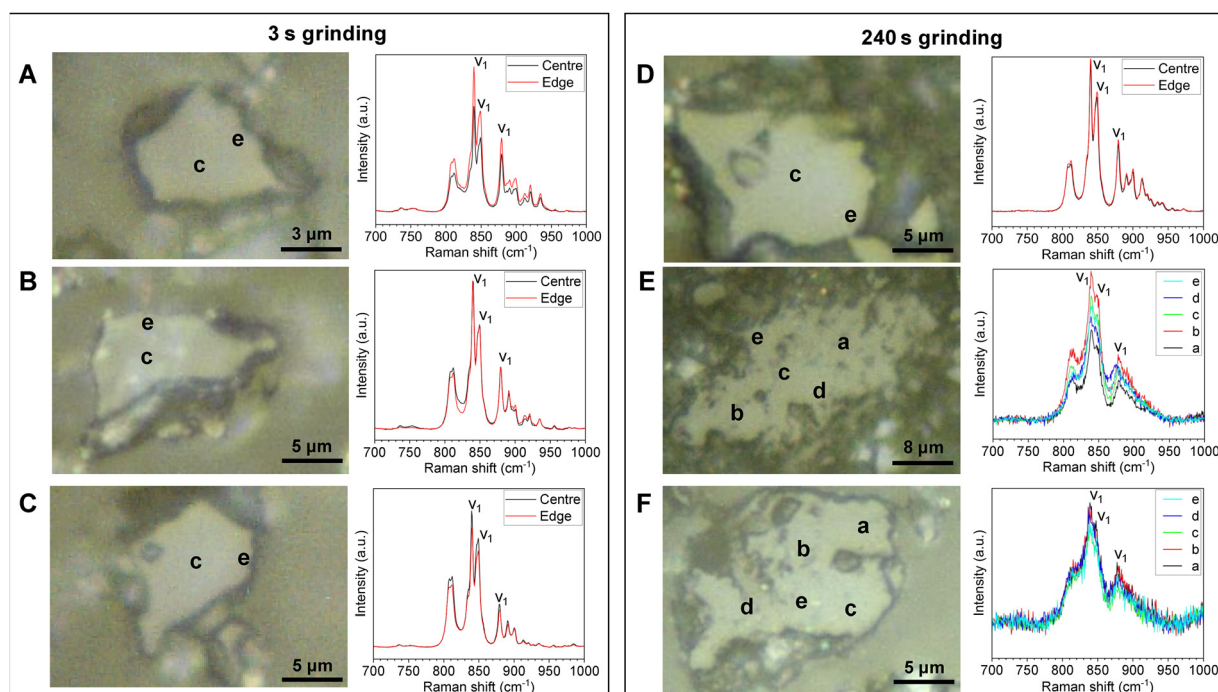 3 s grinding
A
e
c
3 µm
V1
V1
V1
Centre
Edge
Intensity (a.u.)
700 750 800 850 900 950 1000
Raman shift (cm-1)
B
e
c
5 µm
V1
V1
V1
Centre
Edge
Intensity (a.u.)
700 750 800 850 900 950 1000
Raman shift (cm-1)
C
c
e
5 µm
V1
V1
V1
Centre
Edge
Intensity (a.u.)
700 750 800 850 900 950 1000
Raman shift (cm-1)
240 s grinding
D
c
e
5 µm
V1
V1
V1
Centre
Edge
Intensity (a.u.)
700 750 800 850 900 950 1000
Raman shift (cm-1)
E
e
a
c
d
b
8 µm
V1
V1
V1
e
d
c
b
a
Intensity (a.u.)
700 750 800 850 900 950 1000
Raman shift (cm-1)
F
a
b
d
e
c
5 µm
V1
V1
V1
e
d
c
b
a
Intensity (a.u.)
700 750 800 850 900 950 1000
Raman shift (cm-1)